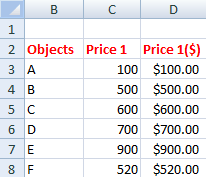 B C D
1
2 Objects Price 1 Price 1($)
3 A 100 $100.00
4 B 500 $500.00
5 C 600 $600.00
6 D 700 $700.00
7 E 900 $900.00
8 F 520 $520.00